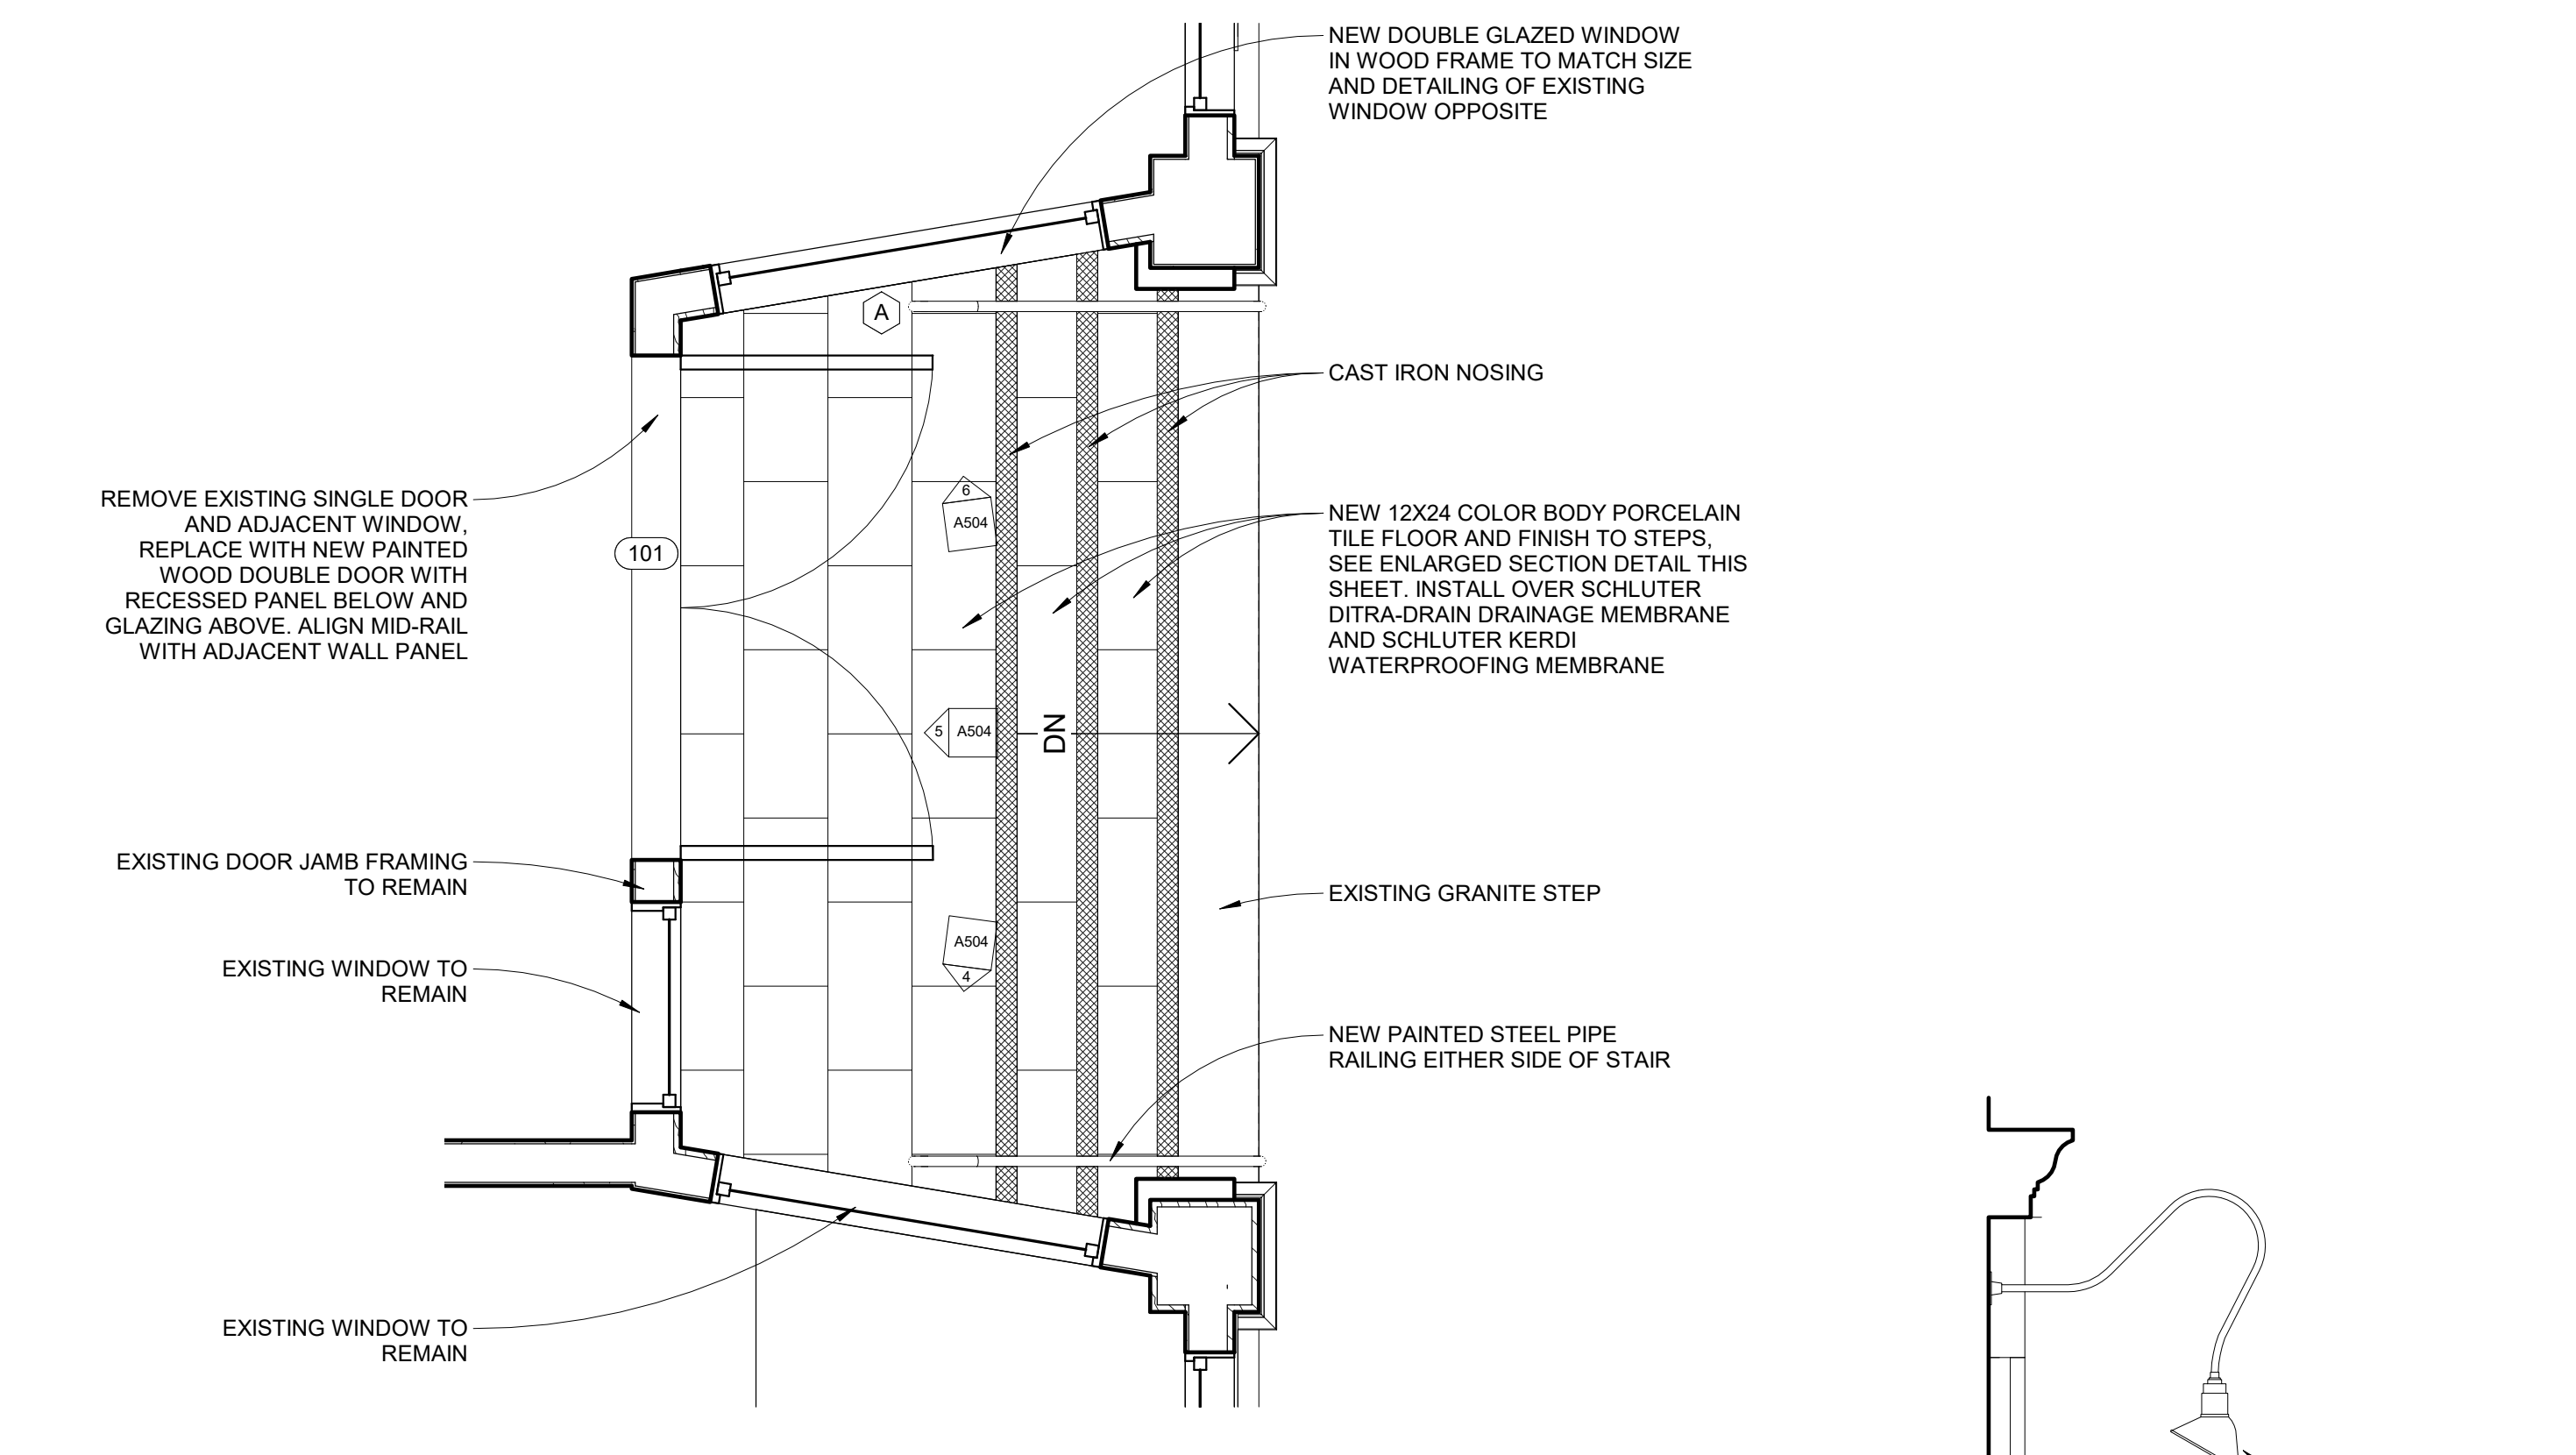 NEW DOUBLE GLAZED WINDOW
IN WOOD FRAME TO MATCH SIZE
AND DETAILING OF EXISTING
WINDOW OPPOSITE
A
CAST IRON NOSING
REMOVE EXISTING SINGLE DOOR
AND ADJACENT WINDOW,
REPLACE WITH NEW PAINTED
WOOD DOUBLE DOOR WITH
RECESSED PANEL BELOW AND
GLAZING ABOVE. ALIGN MID-RAIL
WITH ADJACENT WALL PANEL
101
6
A504
NEW 12X24 COLOR BODY PORCELAIN
TILE FLOOR AND FINISH TO STEPS,
SEE ENLARGED SECTION DETAIL THIS
SHEET. INSTALL OVER SCHLUTER
DITRA-DRAIN DRAINAGE MEMBRANE
AND SCHLUTER KERDI
WATERPROOFING MEMBRANE
5 A504
DN
EXISTING DOOR JAMB FRAMING
TO REMAIN
EXISTING GRANITE STEP
A504
4
EXISTING WINDOW TO
REMAIN
NEW PAINTED STEEL PIPE
RAILING EITHER SIDE OF STAIR
EXISTING WINDOW TO
REMAIN